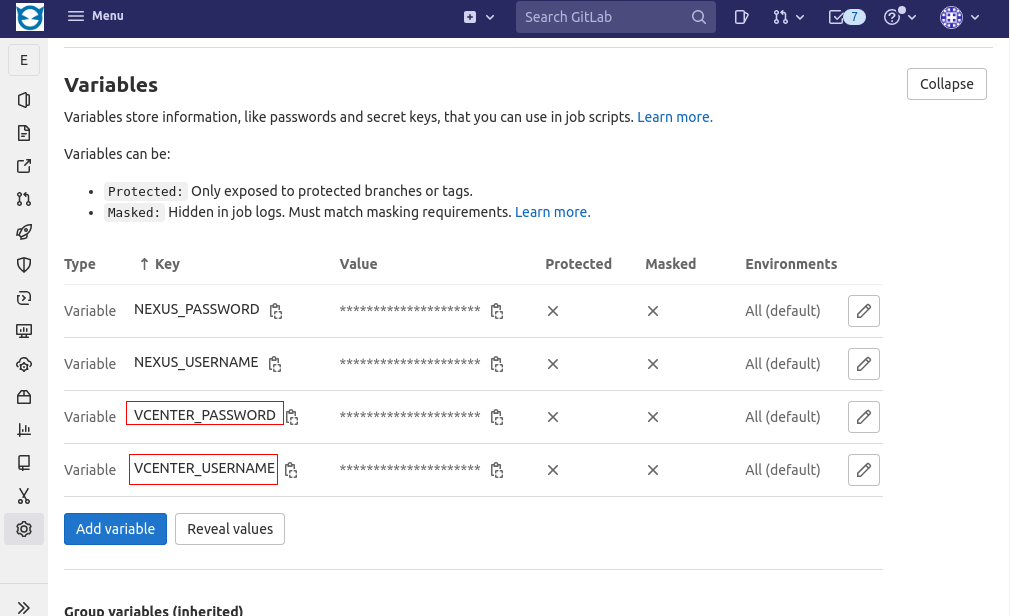 Menu
Search GitLab
7
E
Variables
Collapse
Variables store information, like passwords and secret keys, that you can use in job scripts. Learn more.
Variables can be:
• Protected: Only exposed to protected branches or tags.
• Masked: Hidden in job logs. Must match masking requirements. Learn more.
Type ↑ Key Value Protected Masked Environments
Variable NEXUS_PASSWORD ********************* All (default)
Variable NEXUS_USERNAME ********************* All (default)
Variable VCENTER_PASSWORD ********************* All (default)
Variable VCENTER_USERNAME ********************* All (default)
Add variable Reveal values
Group variables (inherited)